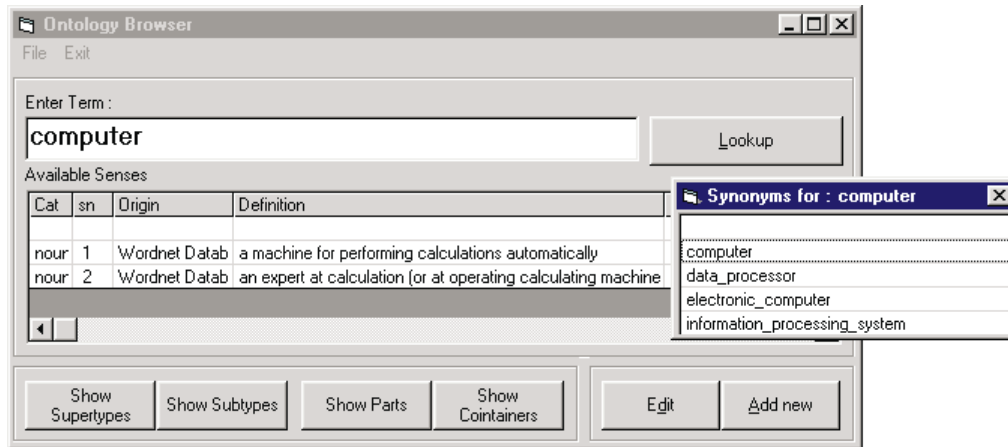 Ontology Browser
File Exit
Enter Term :
computer
Lookup
Available Senses
Cat sn Origin Definition
nour 1 Wordnet Datab a machine for performing calculations automatically
nour 2 Wordnet Datab an expert at calculation (or at operating calculating machine
Synonyms for : computer
computer
data_processor
electronic_computer
information_processing_system
Show Supertypes
Show Subtypes
Show Parts
Show Cointainers
Edit
Add new